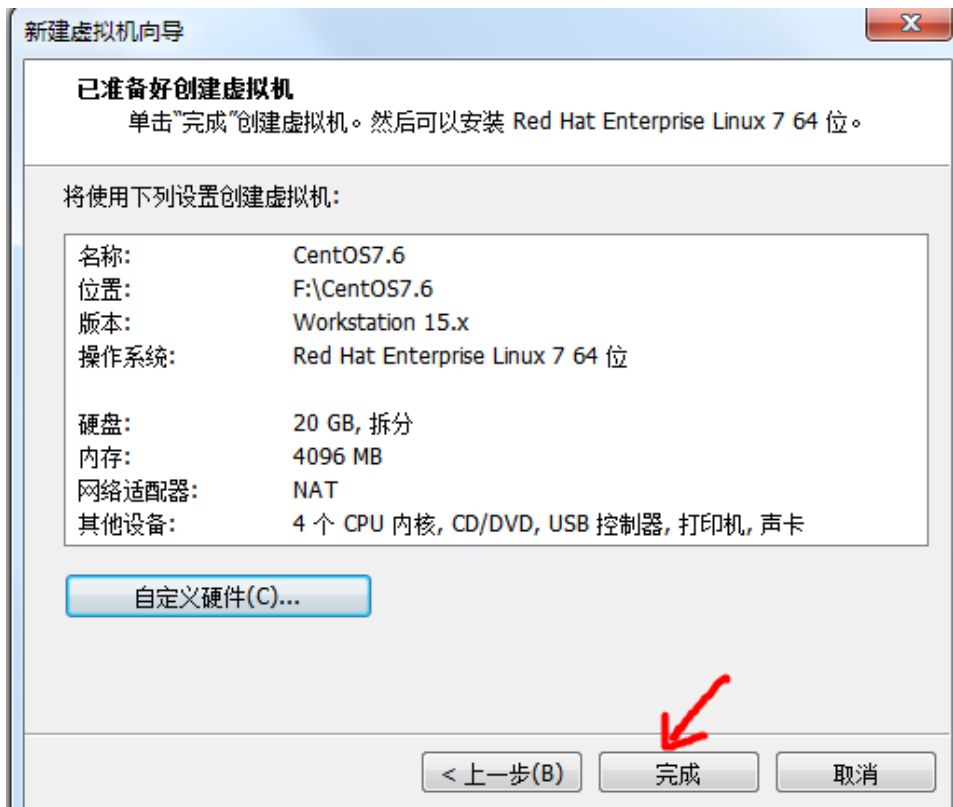 新建虚拟机向导
已准备好创建虚拟机
单击"完成"创建虚拟机。然后可以安装 Red Hat Enterprise Linux 7 64 位。
将使用下列设置创建虚拟机:
名称: CentOS7.6
位置: F:\CentOS7.6
版本: Workstation 15.x
操作系统: Red Hat Enterprise Linux 7 64 位
硬盘: 20 GB, 拆分
内存: 4096 MB
网络适配器: NAT
其他设备: 4 个 CPU 内核, CD/DVD, USB 控制器, 打印机, 声卡
自定义硬件(C)...
< 上一步(B) 完成 取消